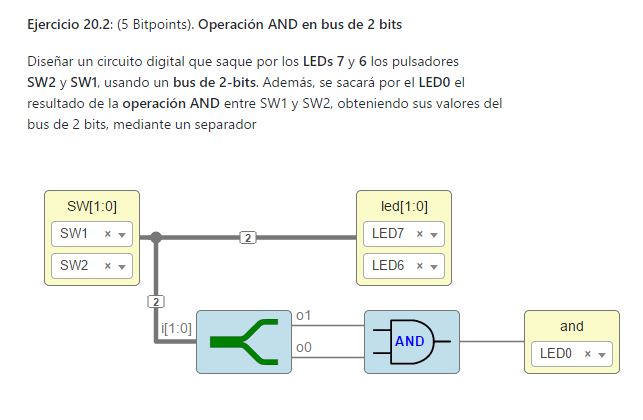 Ejercicio 20.2: (5 Bitpoints). Operación AND en bus de 2 bits
Diseñar un circuito digital que saque por los LEDs 7 y 6 los pulsadores
SW2 y SW1, usando un bus de 2-bits. Además, se sacará por el LED0 el
resultado de la operación AND entre SW1 y SW2, obteniendo sus valores del
bus de 2 bits, mediante un separador
SW[1:0]
SW1 ×
SW2 ×
2
led[1:0]
LED7 ×
LED6 ×
2
i[1:0]
o1
o0
AND
and
LED0 ×